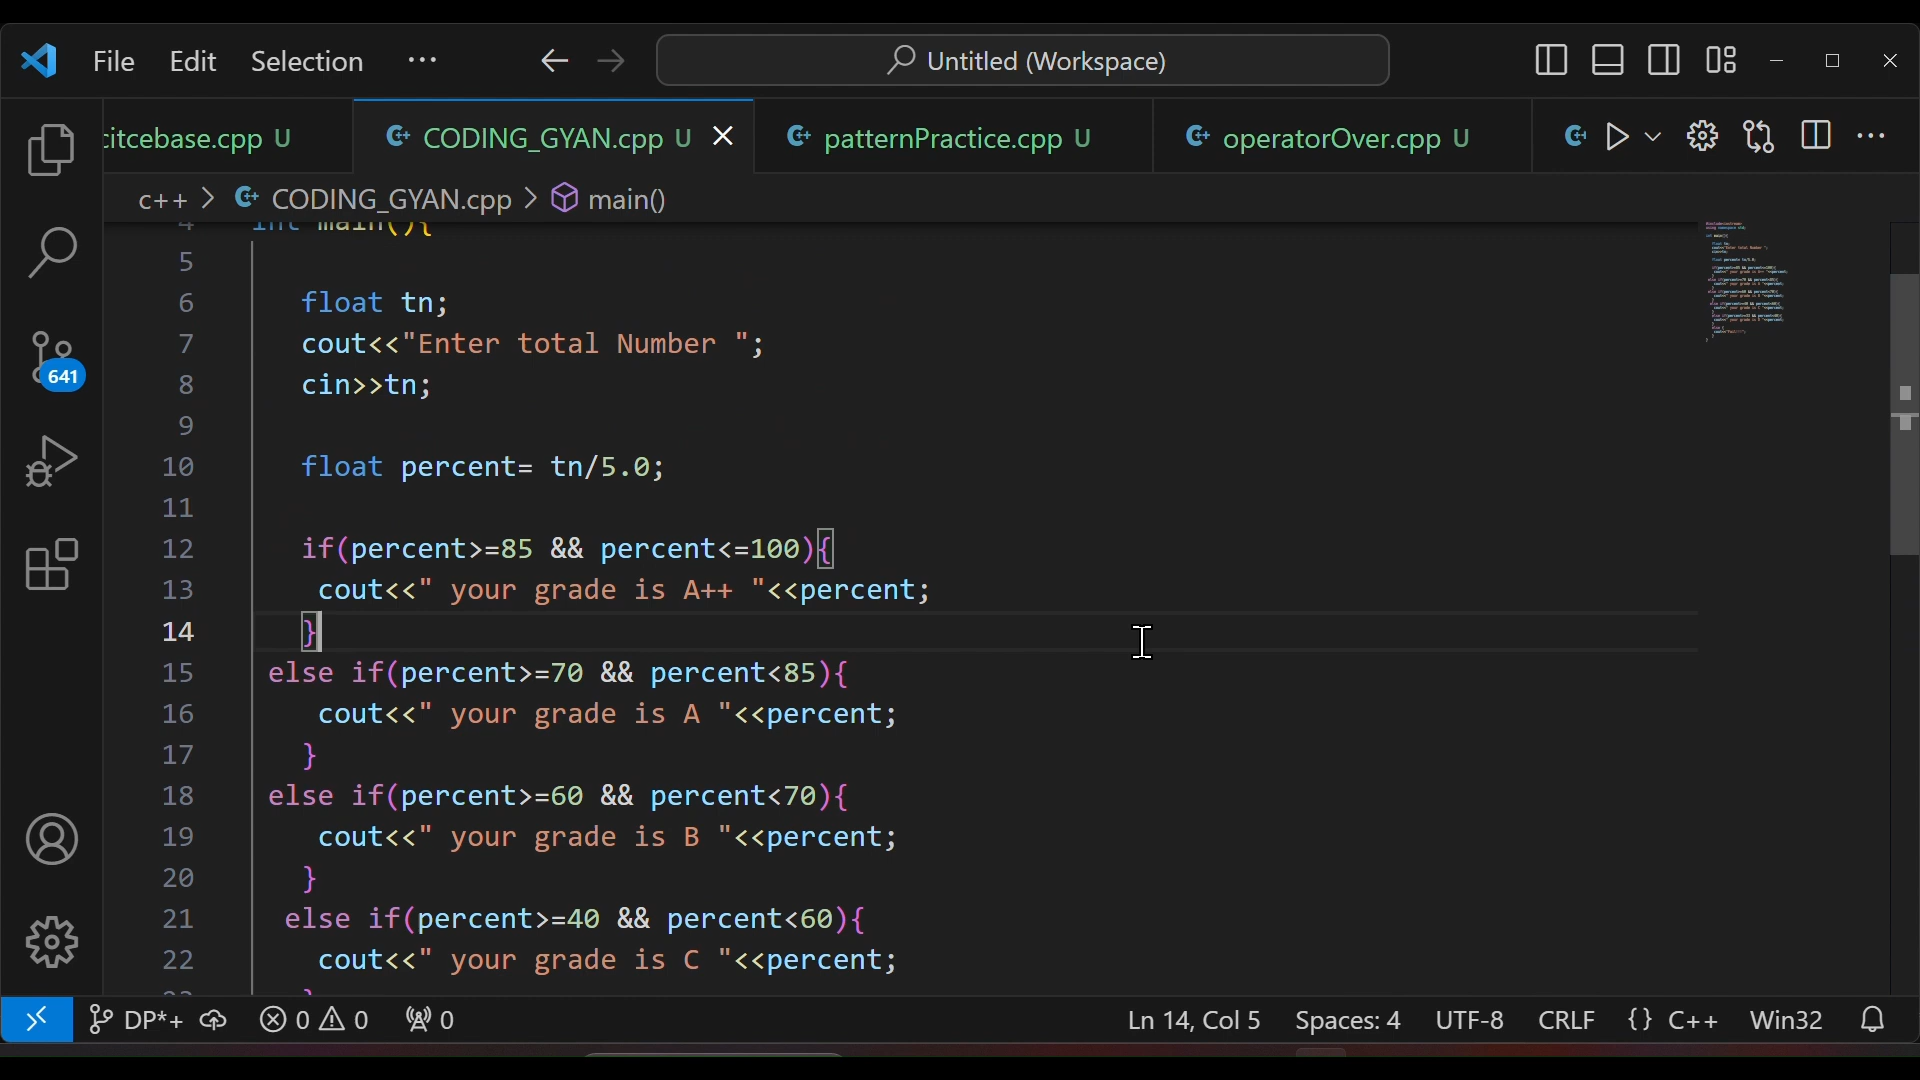 File Edit Selection ··· Untitled (Workspace)
citcebase.cpp U CODING_GYAN.cpp U patternPractice.cpp U operatorOver.cpp U
c++ > CODING_GYAN.cpp > main()
4 int main(){
5
6 float tn;
7 cout<<"Enter total Number ";
8 cin>>tn;
9
10 float percent= tn/5.0;
11
12 if(percent>=85 && percent<=100){
13 cout<<" your grade is A++ "<<percent;
14 }
15 else if(percent>=70 && percent<85){
16 cout<<" your grade is A "<<percent;
17 }
18 else if(percent>=60 && percent<70){
19 cout<<" your grade is B "<<percent;
20 }
21 else if(percent>=40 && percent<60){
22 cout<<" your grade is C "<<percent;
23 }
641
DP*+ 0 0 0 Ln 14, Col 5 Spaces: 4 UTF-8 CRLF {} C++ Win32